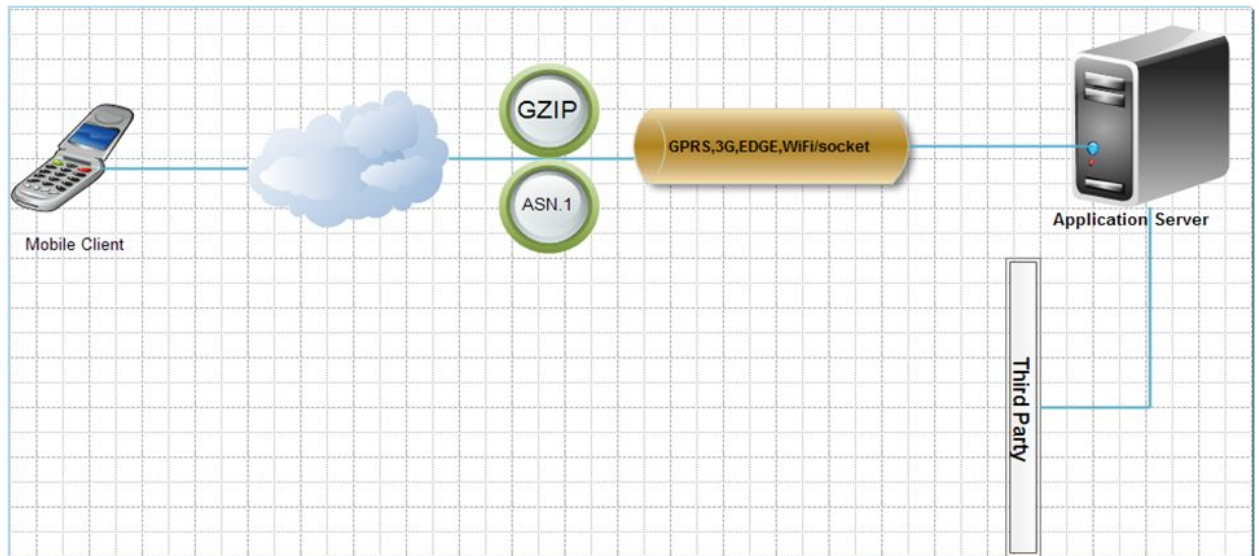 GZIP
GPRS,3G,EDGE,WiFi/socket
ASN.1
Application Server
Mobile Client
Third Party